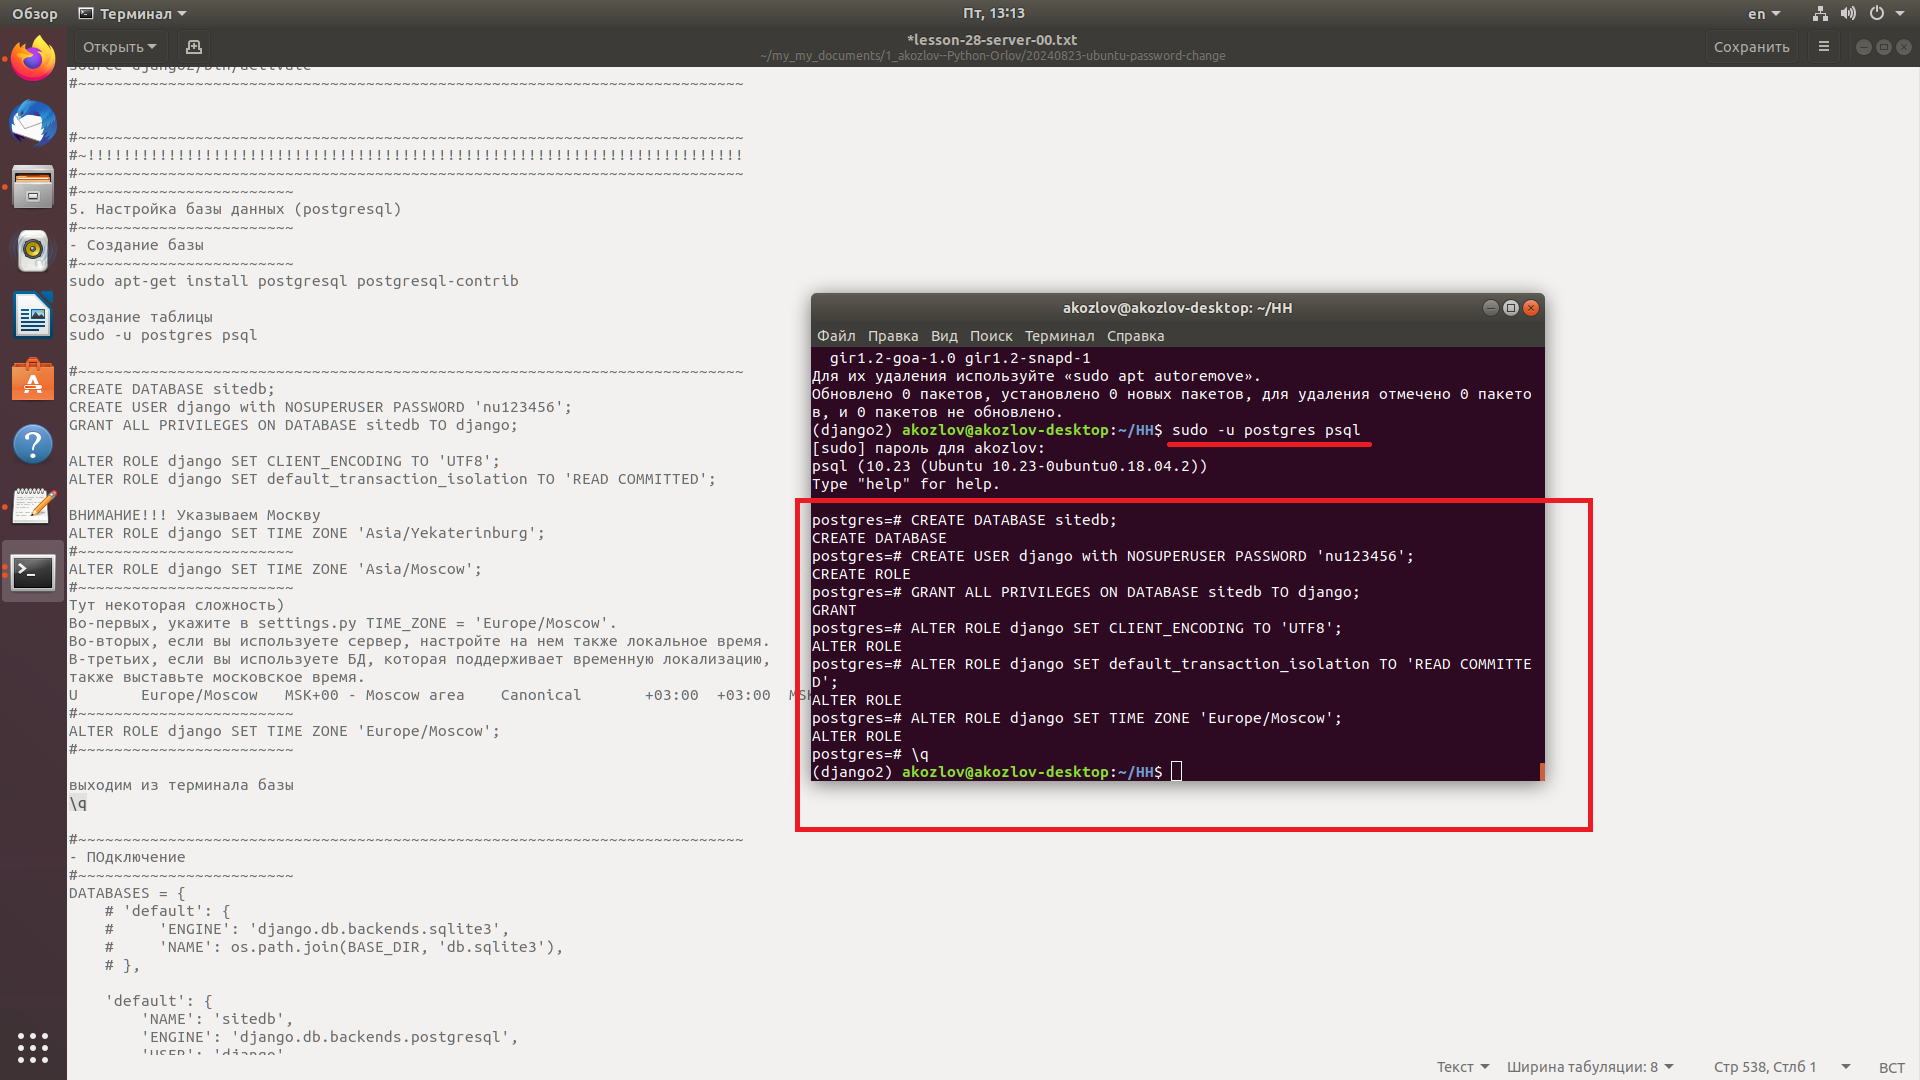 Обзор
Терминал
Пт, 13:13
en
Открыть
*lesson-28-server-00.txt
~/my_my_documents/1_akozlov--Python-Orlov/20240823-ubuntu-password-change
Сохранить
source django2/bin/activate
#~~~~~~~~~~~~~~~~~~~~~~~~~~~~~~~~~~~~~~~~~~~~~~~~~~~~~~~~~~~~~~~~~~~~~~~~~~
#~~~~~~~~~~~~~~~~~~~~~~~~~~~~~~~~~~~~~~~~~~~~~~~~~~~~~~~~~~~~~~~~~~~~~~~~~~
#~!!!!!!!!!!!!!!!!!!!!!!!!!!!!!!!!!!!!!!!!!!!!!!!!!!!!!!!!!!!!!!!!!!!!!!!!!
#~~~~~~~~~~~~~~~~~~~~~~~~~~~~~~~~~~~~~~~~~~~~~~~~~~~~~~~~~~~~~~~~~~~~~~~~~~
#~~~~~~~~~~~~~~~~~~~~~~~~
5. Настройка базы данных (postgresql)
#~~~~~~~~~~~~~~~~~~~~~~~~
- Создание базы
#~~~~~~~~~~~~~~~~~~~~~~~~
sudo apt-get install postgresql postgresql-contrib
создание таблицы
sudo -u postgres psql
#~~~~~~~~~~~~~~~~~~~~~~~~~~~~~~~~~~~~~~~~~~~~~~~~~~~~~~~~~~~~~~~~~~~~~~~~~~
CREATE DATABASE sitedb;
CREATE USER django with NOSUPERUSER PASSWORD 'nu123456';
GRANT ALL PRIVILEGES ON DATABASE sitedb TO django;
ALTER ROLE django SET CLIENT_ENCODING TO 'UTF8';
ALTER ROLE django SET default_transaction_isolation TO 'READ COMMITTED';
ВНИМАНИЕ!!! Указываем Москву
ALTER ROLE django SET TIME ZONE 'Asia/Yekaterinburg';
#~~~~~~~~~~~~~~~~~~~~~~~~
ALTER ROLE django SET TIME ZONE 'Asia/Moscow';
#~~~~~~~~~~~~~~~~~~~~~~~~
Тут некоторая сложность)
Во-первых, укажите в settings.py TIME_ZONE = 'Europe/Moscow'.
Во-вторых, если вы используете сервер, настройте на нем также локальное время.
В-третьих, если вы используете БД, которая поддерживает временную локализацию,
также выставьте московское время.
U Europe/Moscow MSK+00 - Moscow area Canonical +03:00 +03:00 MSK
#~~~~~~~~~~~~~~~~~~~~~~~~
ALTER ROLE django SET TIME ZONE 'Europe/Moscow';
#~~~~~~~~~~~~~~~~~~~~~~~~
выходим из терминала базы
\q
#~~~~~~~~~~~~~~~~~~~~~~~~~~~~~~~~~~~~~~~~~~~~~~~~~~~~~~~~~~~~~~~~~~~~~~~~~~
- ПОдключение
#~~~~~~~~~~~~~~~~~~~~~~~~
DATABASES = {
# 'default': {
# 'ENGINE': 'django.db.backends.sqlite3',
# 'NAME': os.path.join(BASE_DIR, 'db.sqlite3'),
# },
'default': {
'NAME': 'sitedb',
'ENGINE': 'django.db.backends.postgresql',
'USER': 'django'
akozlov@akozlov-desktop: ~/HH
Файл Правка Вид Поиск Терминал Справка
gir1.2-goa-1.0 gir1.2-snapd-1
Для их удаления используйте «sudo apt autoremove».
Обновлено 0 пакетов, установлено 0 новых пакетов, для удаления отмечено 0 пакето
в, и 0 пакетов не обновлено.
(django2) akozlov@akozlov-desktop:~/HH$ sudo -u postgres psql
[sudo] пароль для akozlov:
psql (10.23 (Ubuntu 10.23-0ubuntu0.18.04.2))
Type "help" for help.
postgres=# CREATE DATABASE sitedb;
CREATE DATABASE
postgres=# CREATE USER django with NOSUPERUSER PASSWORD 'nu123456';
CREATE ROLE
postgres=# GRANT ALL PRIVILEGES ON DATABASE sitedb TO django;
GRANT
postgres=# ALTER ROLE django SET CLIENT_ENCODING TO 'UTF8';
ALTER ROLE
postgres=# ALTER ROLE django SET default_transaction_isolation TO 'READ COMMITTE
D';
ALTER ROLE
postgres=# ALTER ROLE django SET TIME ZONE 'Europe/Moscow';
ALTER ROLE
postgres=# \q
(django2) akozlov@akozlov-desktop:~/HH$
Текст
Ширина табуляции: 8
Стр 538, Стлб 1
ВСТ